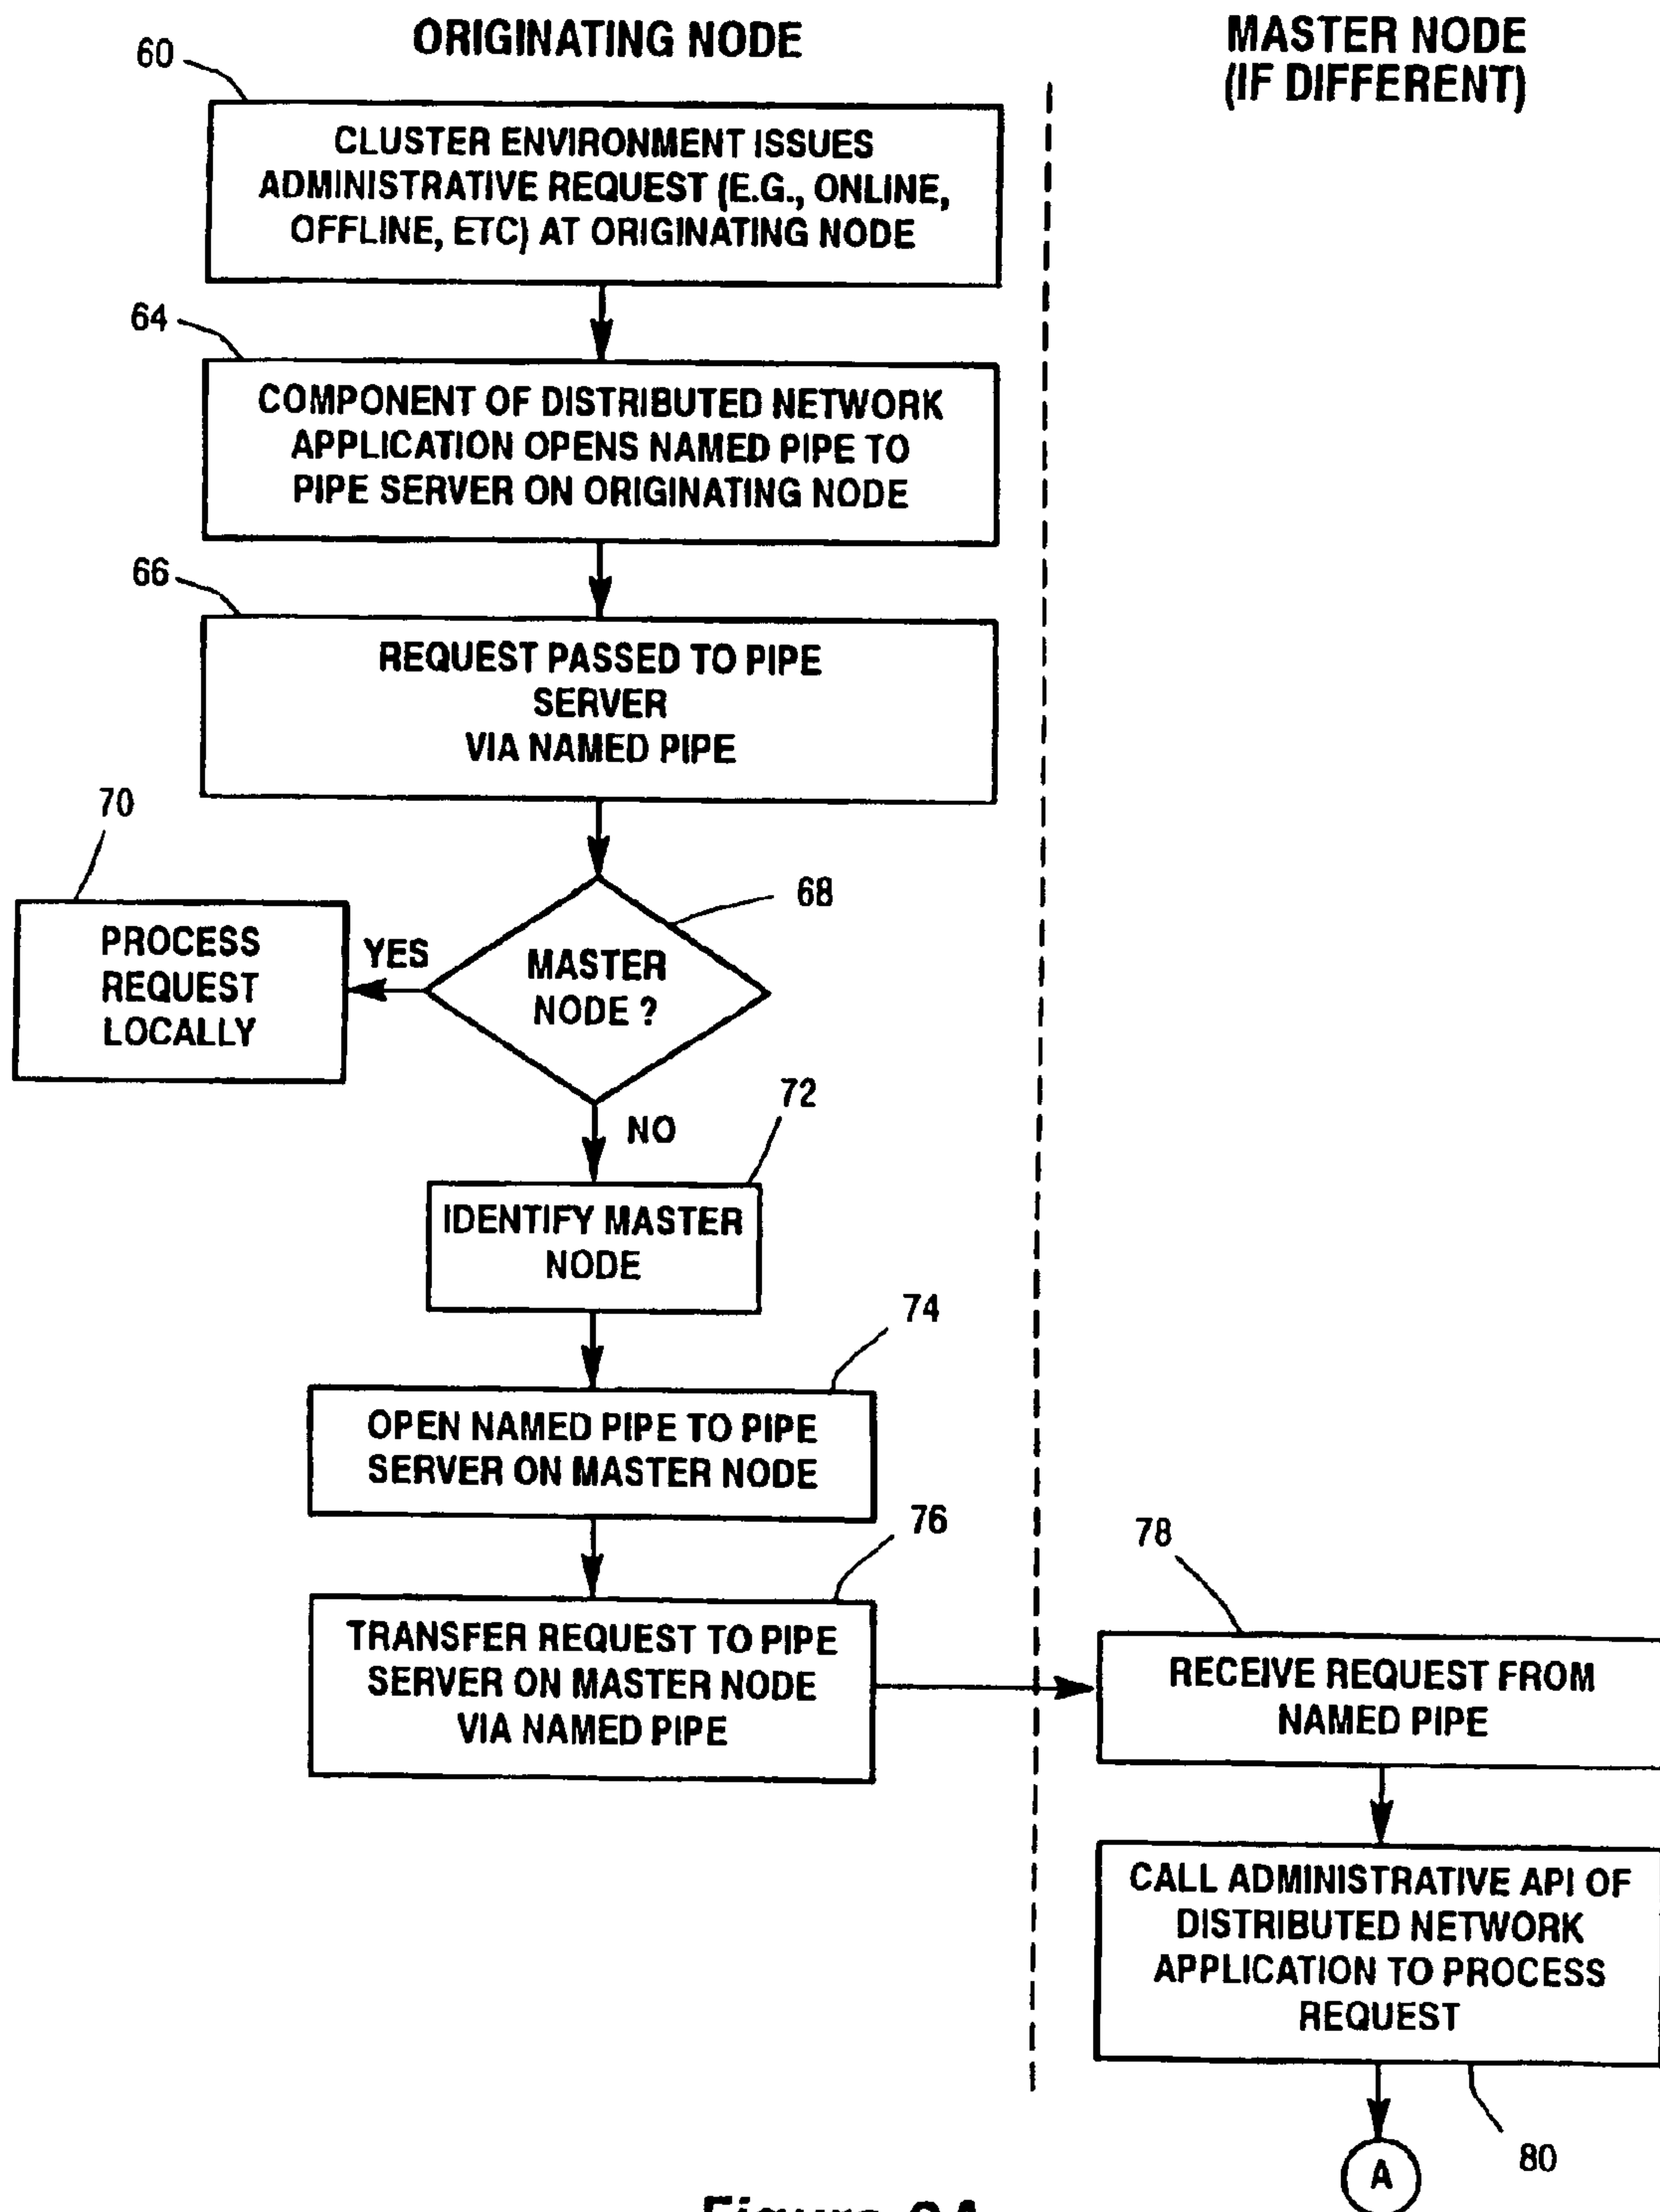 ORIGINATING NODE
MASTER NODE
(IF DIFFERENT)
60
CLUSTER ENVIRONMENT ISSUES
ADMINISTRATIVE REQUEST (E.G., ONLINE,
OFFLINE, ETC) AT ORIGINATING NODE
64
COMPONENT OF DISTRIBUTED NETWORK
APPLICATION OPENS NAMED PIPE TO
PIPE SERVER ON ORIGINATING NODE
66
REQUEST PASSED TO PIPE
SERVER
VIA NAMED PIPE
70
PROCESS
REQUEST
LOCALLY
YES
68
MASTER
NODE ?
NO
72
IDENTIFY MASTER
NODE
74
OPEN NAMED PIPE TO PIPE
SERVER ON MASTER NODE
76
TRANSFER REQUEST TO PIPE
SERVER ON MASTER NODE
VIA NAMED PIPE
78
RECEIVE REQUEST FROM
NAMED PIPE
CALL ADMINISTRATIVE API OF
DISTRIBUTED NETWORK
APPLICATION TO PROCESS
REQUEST
80
A